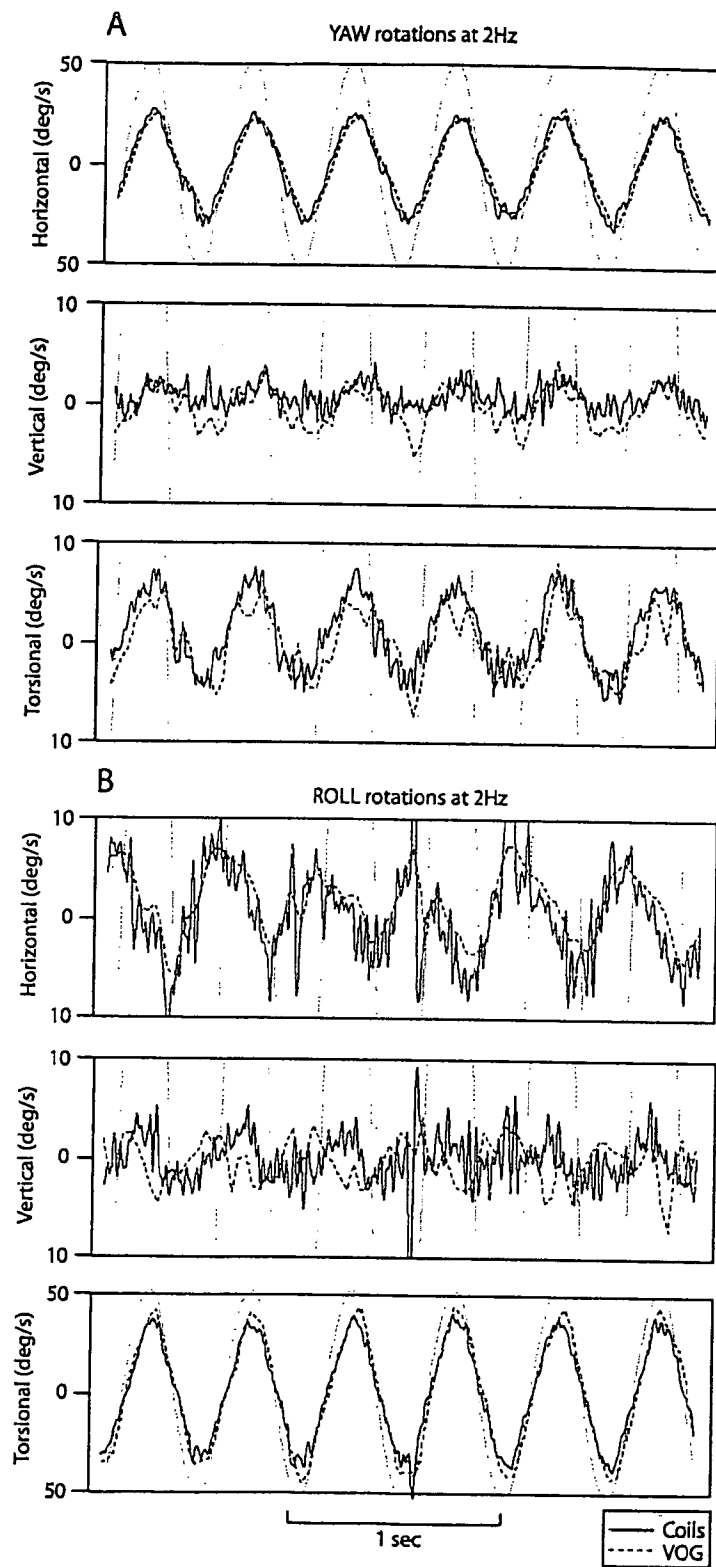 A
YAW rotations at 2Hz
50
Horizontal (deg/s)
0
50
10
Vertical (deg/s)
0
10
10
Torsional (deg/s)
0
10
B
ROLL rotations at 2Hz
10
Horizontal (deg/s)
0
10
10
Vertical (deg/s)
0
10
50
Torsional (deg/s)
0
50
1 sec
Coils
VOG